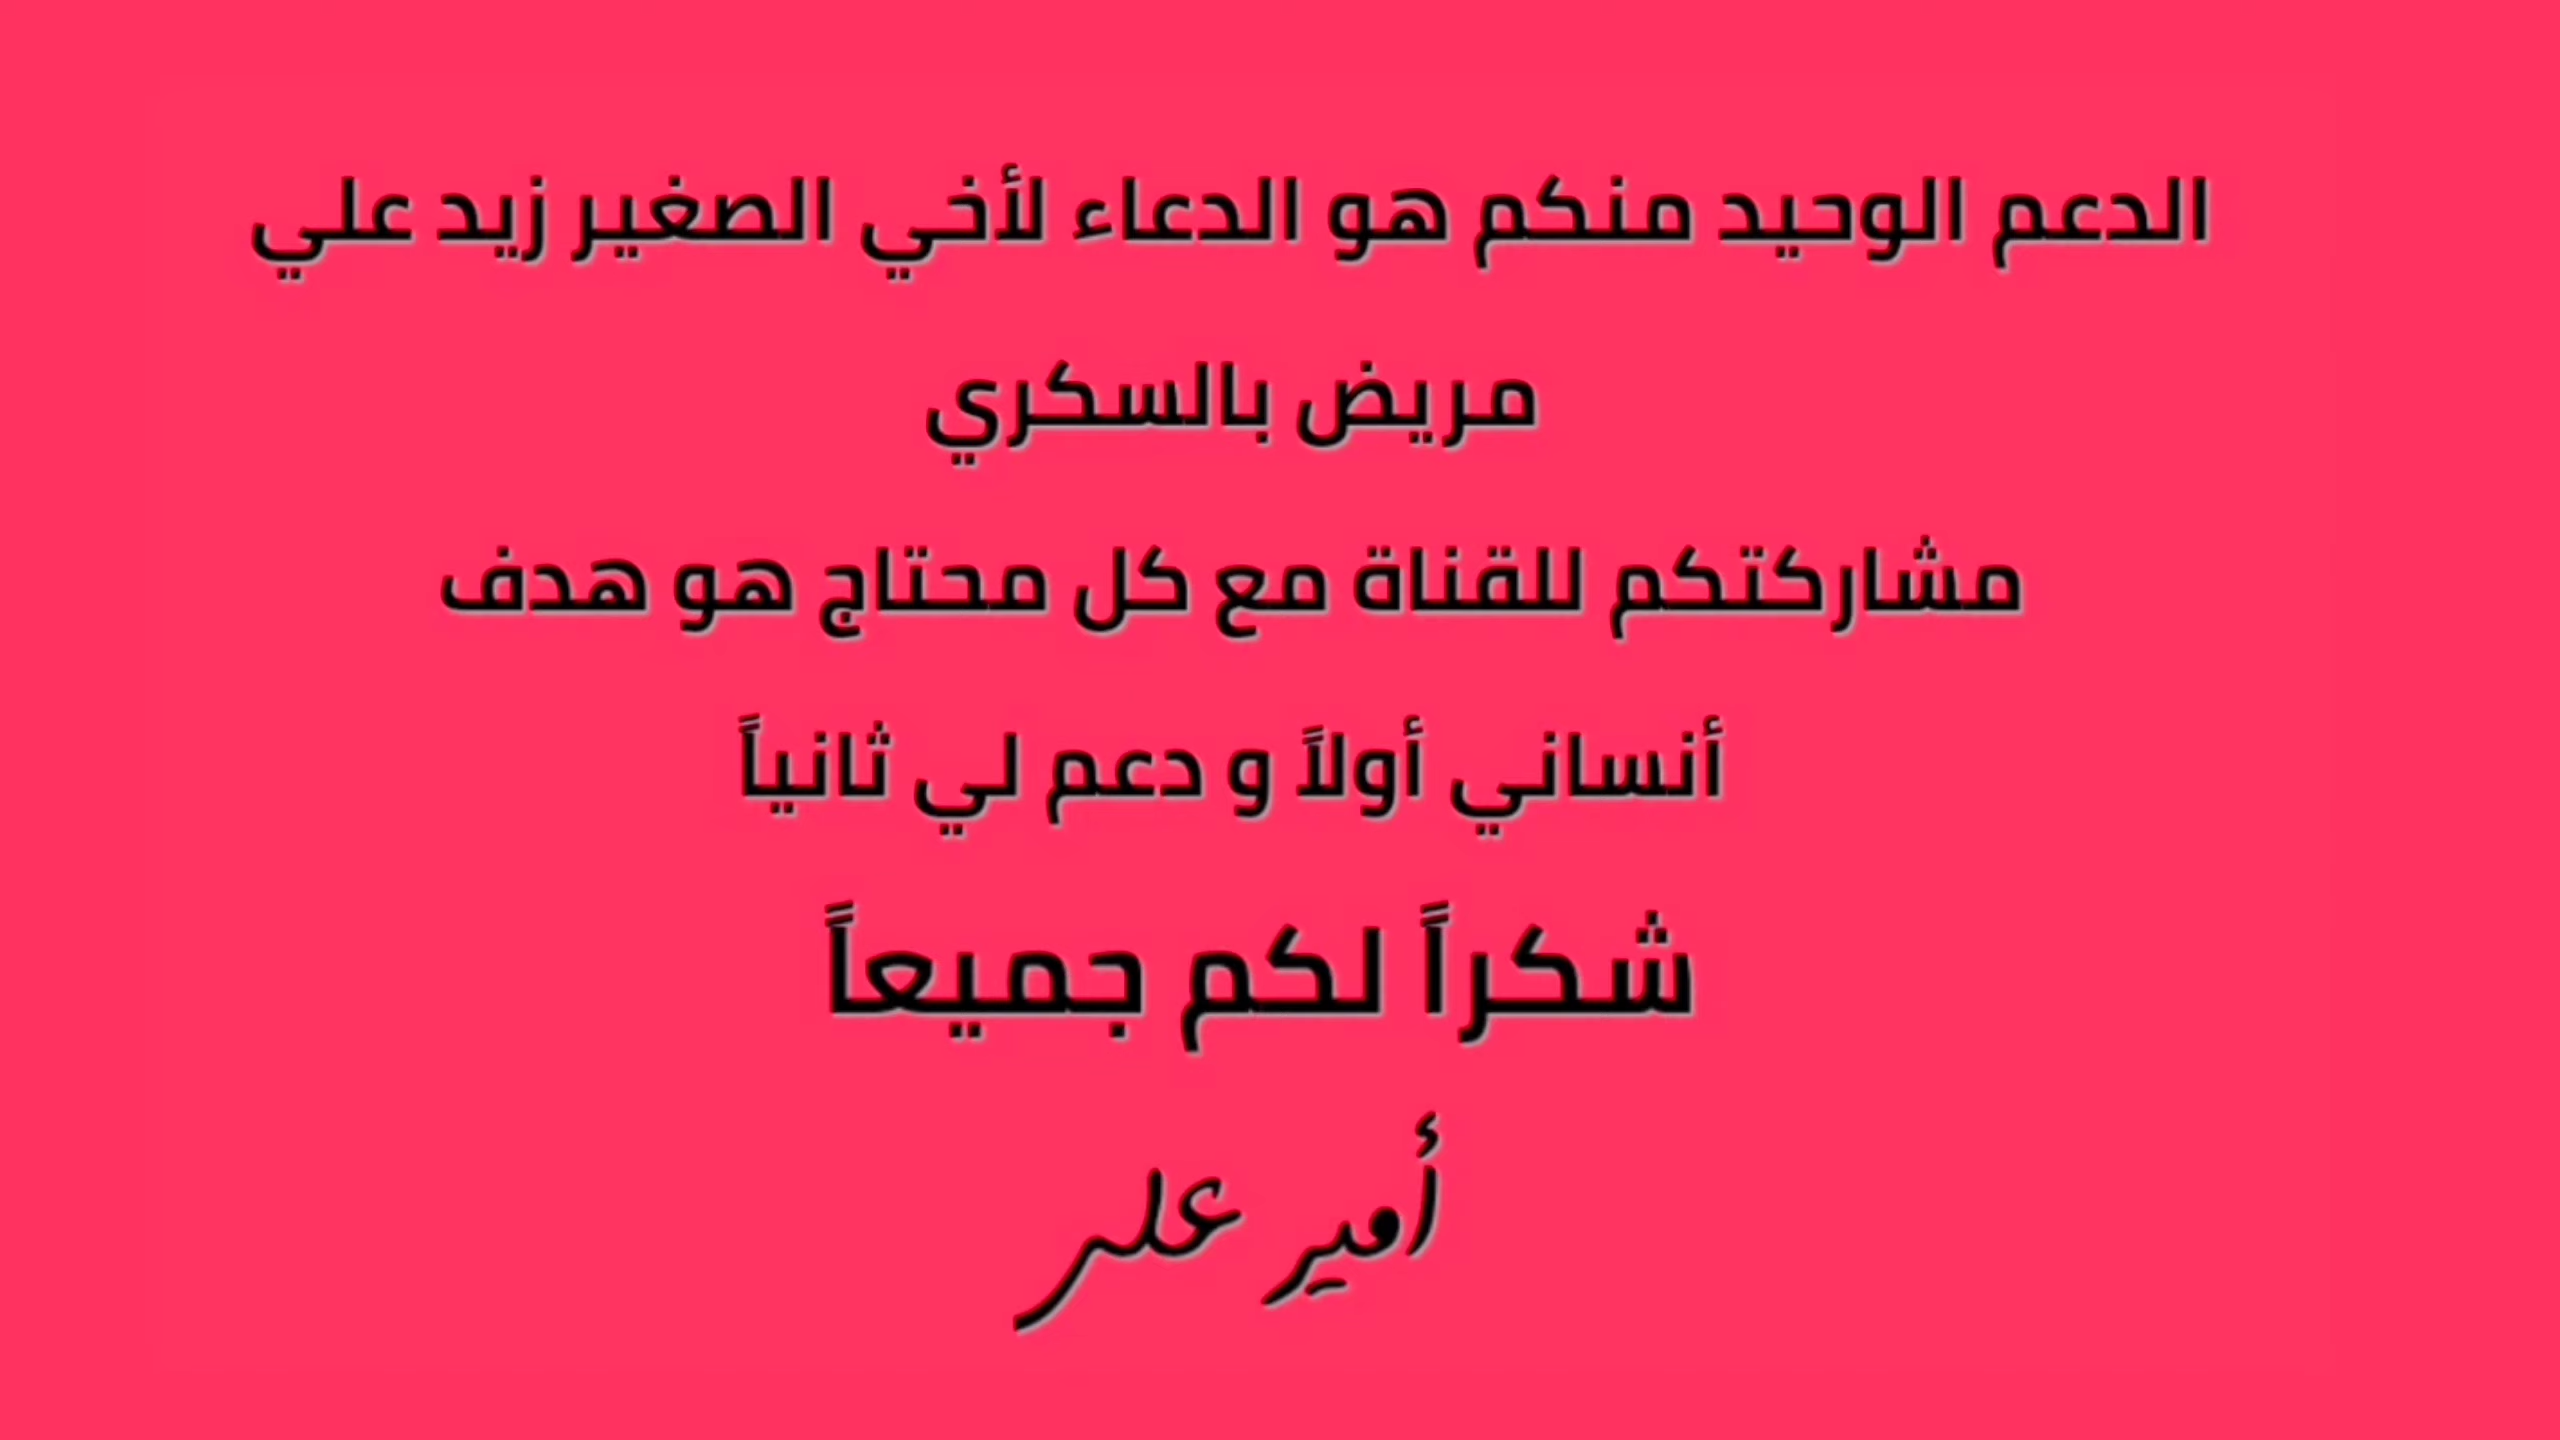 الدعم الوحيد منكم هو الدعاء لأخي الصغير زيد علي
مريض بالسكري
مشاركتكم للقناة مع كل محتاج هو هدف
أنساني أولاً و دعم لي ثانياً
شكراً لكم جميعاً
أمير علي